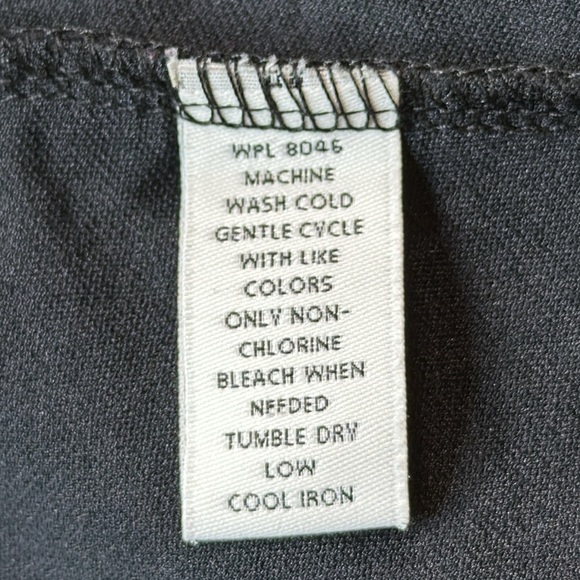 WPL 8046
MACHINE
WASH COLD
GENTLE CYCLE
WITH LIKE
COLORS
ONLY NON-
CHLORINE
BLEACH WHEN
NEEDED
TUMBLE DRY
LOW
COOL IRON